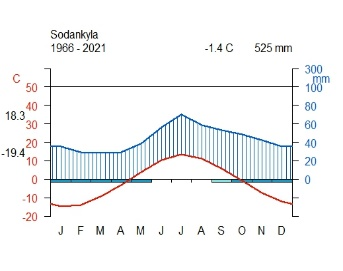 Sodankyla
1966 - 2021 -1.4 C 525 mm
C mm
50 300
40 100
30 80
18.3 20 60
10 40
-19.4 0 20
-10 0
-20
J F M A M J J A S O N D